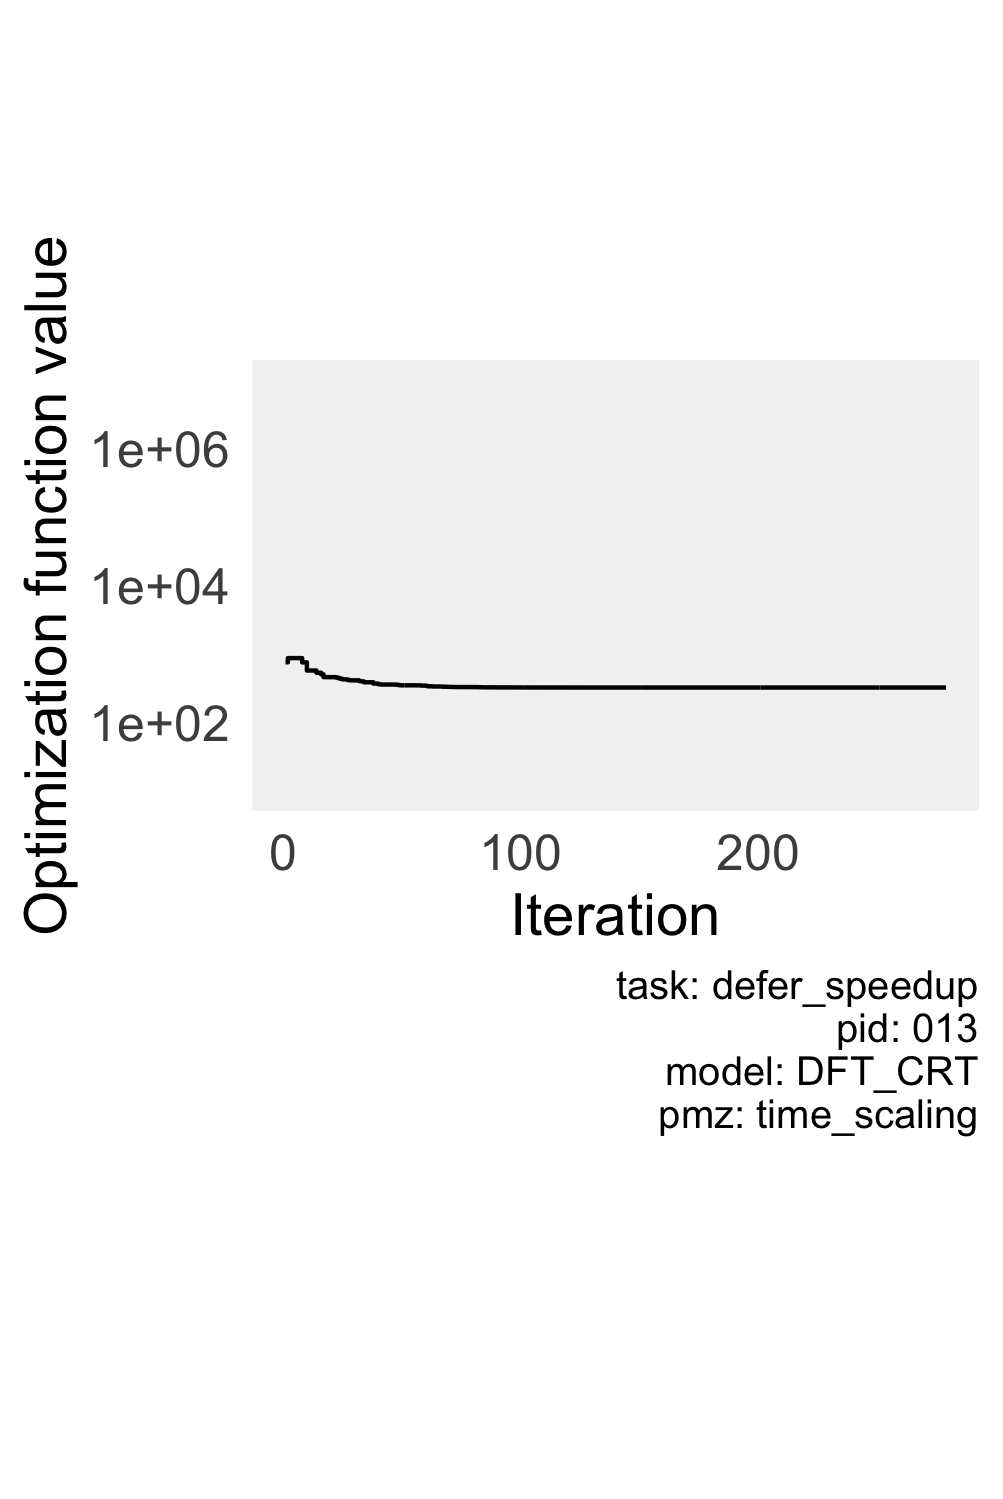 Optimization function value
1e+06
1e+04
1e+02
0 100 200
Iteration
task: defer_speedup
pid: 013
model: DFT_CRT
pmz: time_scaling